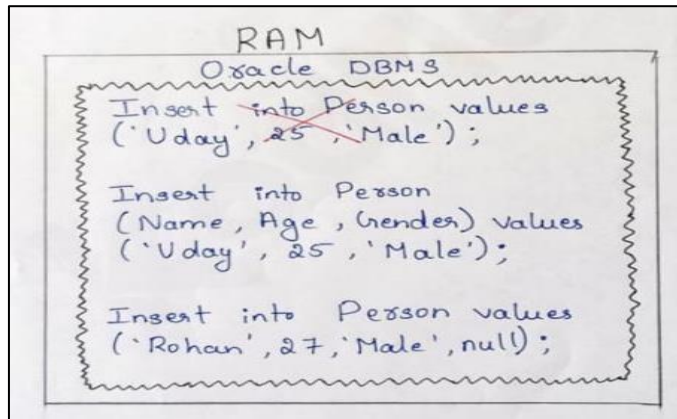 RAM
Oracle DBMS
Insert into Person values
('Uday', 25, 'Male');
Insert into Person
(Name, Age, Gender) values
('Uday', 25, 'Male');
Insert into Person values
('Rohan', 27, 'Male', null);